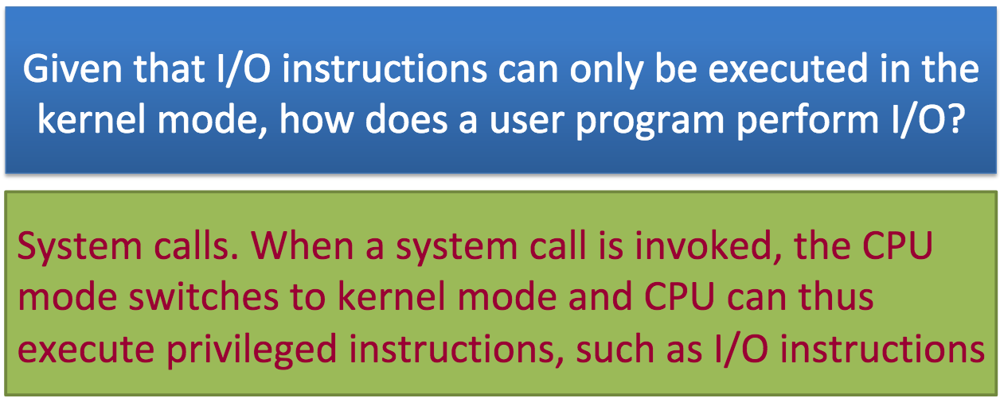 Given that I/O instructions can only be executed in the
kernel mode, how does a user program perform I/O?
System calls. When a system call is invoked, the CPU
mode switches to kernel mode and CPU can thus
execute privileged instructions, such as I/O instructions